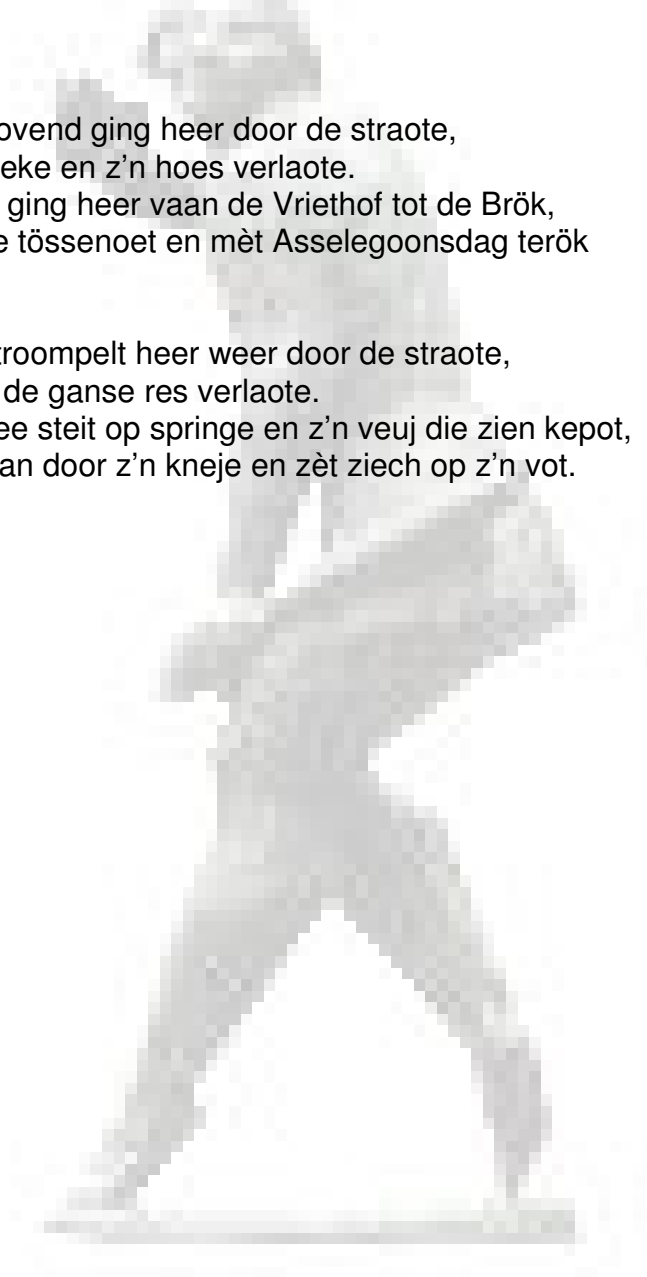 ovend ging heer door de straote,
eke en z'n hoes verlaote.
ging heer vaan de Vriethof tot de Brök,
e tössenoet en mèt Asselegoonsdag terök
troompelt heer weer door de straote,
de ganse res verlaote.
ee steit op springe en z'n veuj die zien kepot,
an door z'n kneje en zèt ziech op z'n vot.